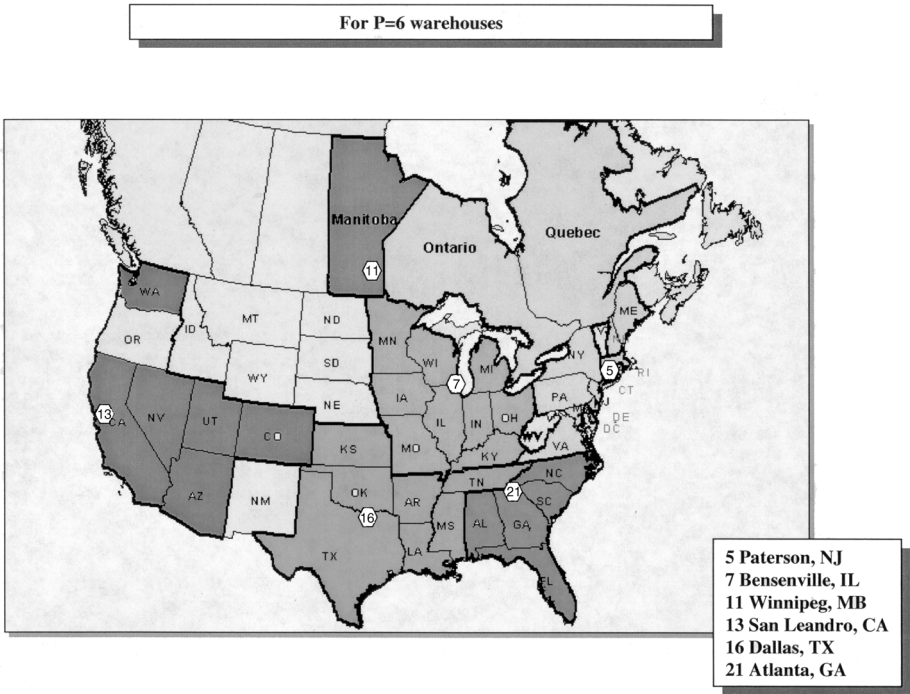 For P=6 warehouses
Manitoba
Ontario
Quebec
11
WA
MT
ND
ME
ID
MN
OR
SD
WI
MI
NY
5
RI
WY
7
CT
NE
IA
PA
NJ
13
CA
NV
UT
CO
IL
IN
OH
DE
DC
WV
KS
MO
KY
VA
AZ
NM
OK
AR
TN
NC
21
SC
16
MS
AL
GA
TX
LA
FL
5 Paterson, NJ
7 Bensenville, IL
11 Winnipeg, MB
13 San Leandro, CA
16 Dallas, TX
21 Atlanta, GA